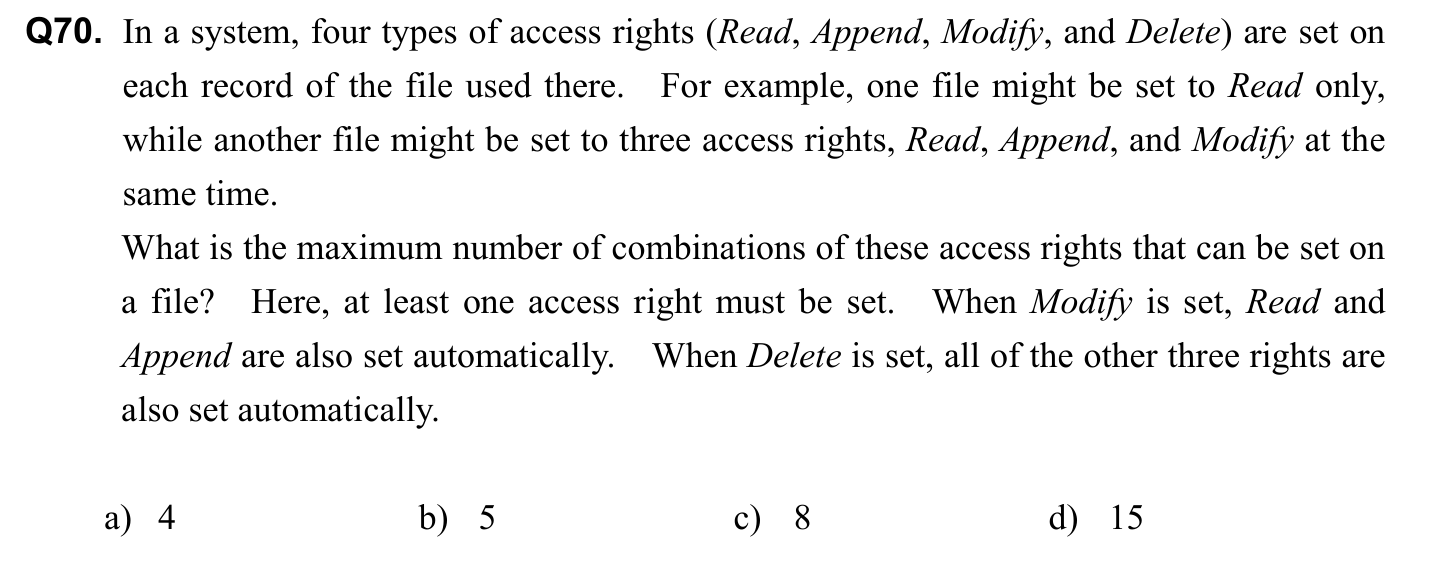 Q70. In a system, four types of access rights (Read, Append, Modify, and Delete) are set on
each record of the file used there. For example, one file might be set to Read only,
while another file might be set to three access rights, Read, Append, and Modify at the
same time.
What is the maximum number of combinations of these access rights that can be set on
a file? Here, at least one access right must be set. When Modify is set, Read and
Append are also set automatically. When Delete is set, all of the other three rights are
also set automatically.
a) 4 b) 5 c) 8 d) 15